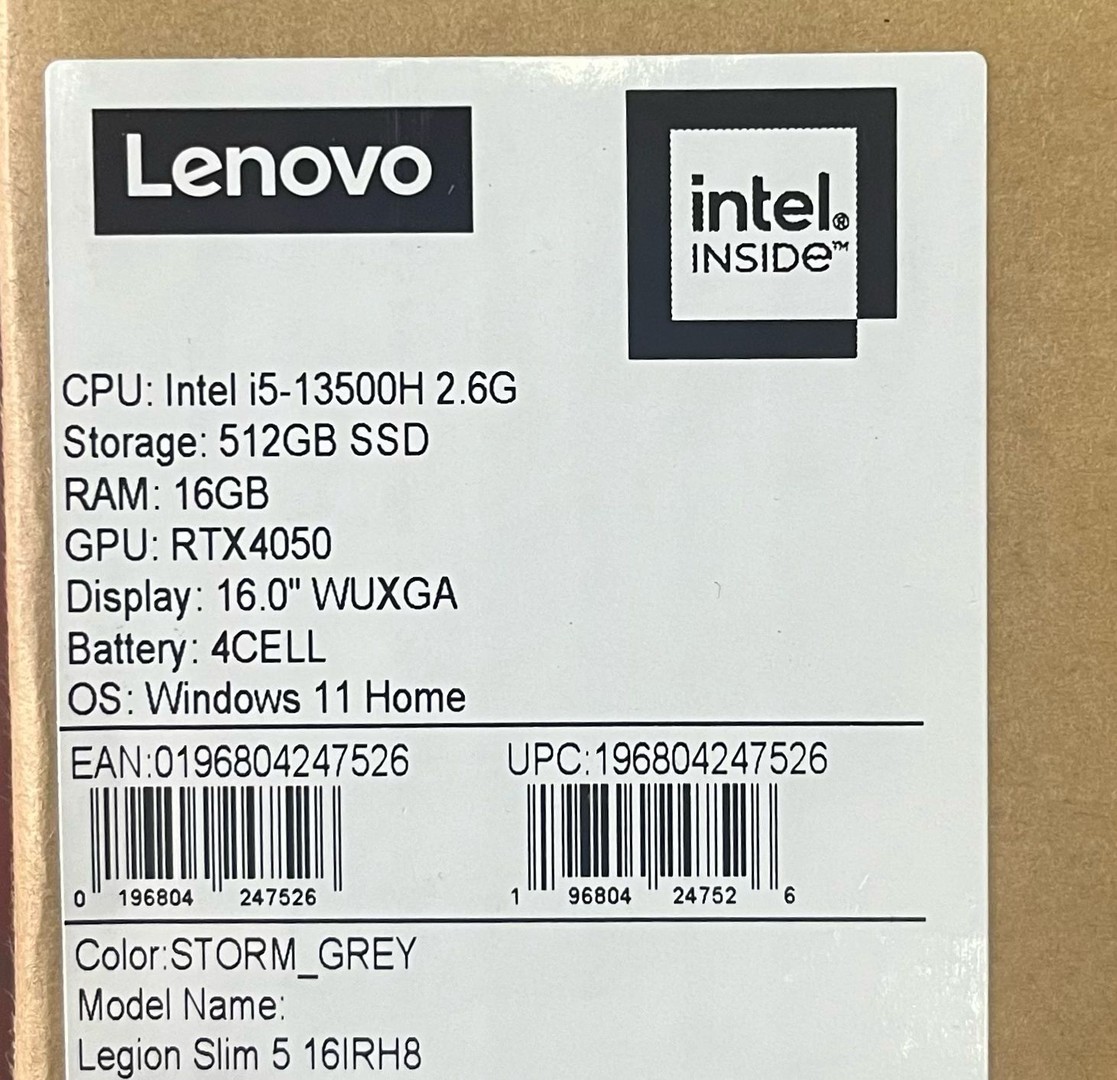 Lenovo
intel®
INSIDE™
CPU: Intel i5-13500H 2.6G
Storage: 512GB SSD
RAM: 16GB
GPU: RTX4050
Display: 16.0" WUXGA
Battery: 4CELL
OS: Windows 11 Home
EAN:0196804247526 UPC:196804247526
0 196804 247526 1 96804 24752 6
Color:STORM_GREY
Model Name:
Legion Slim 5 16IRH8